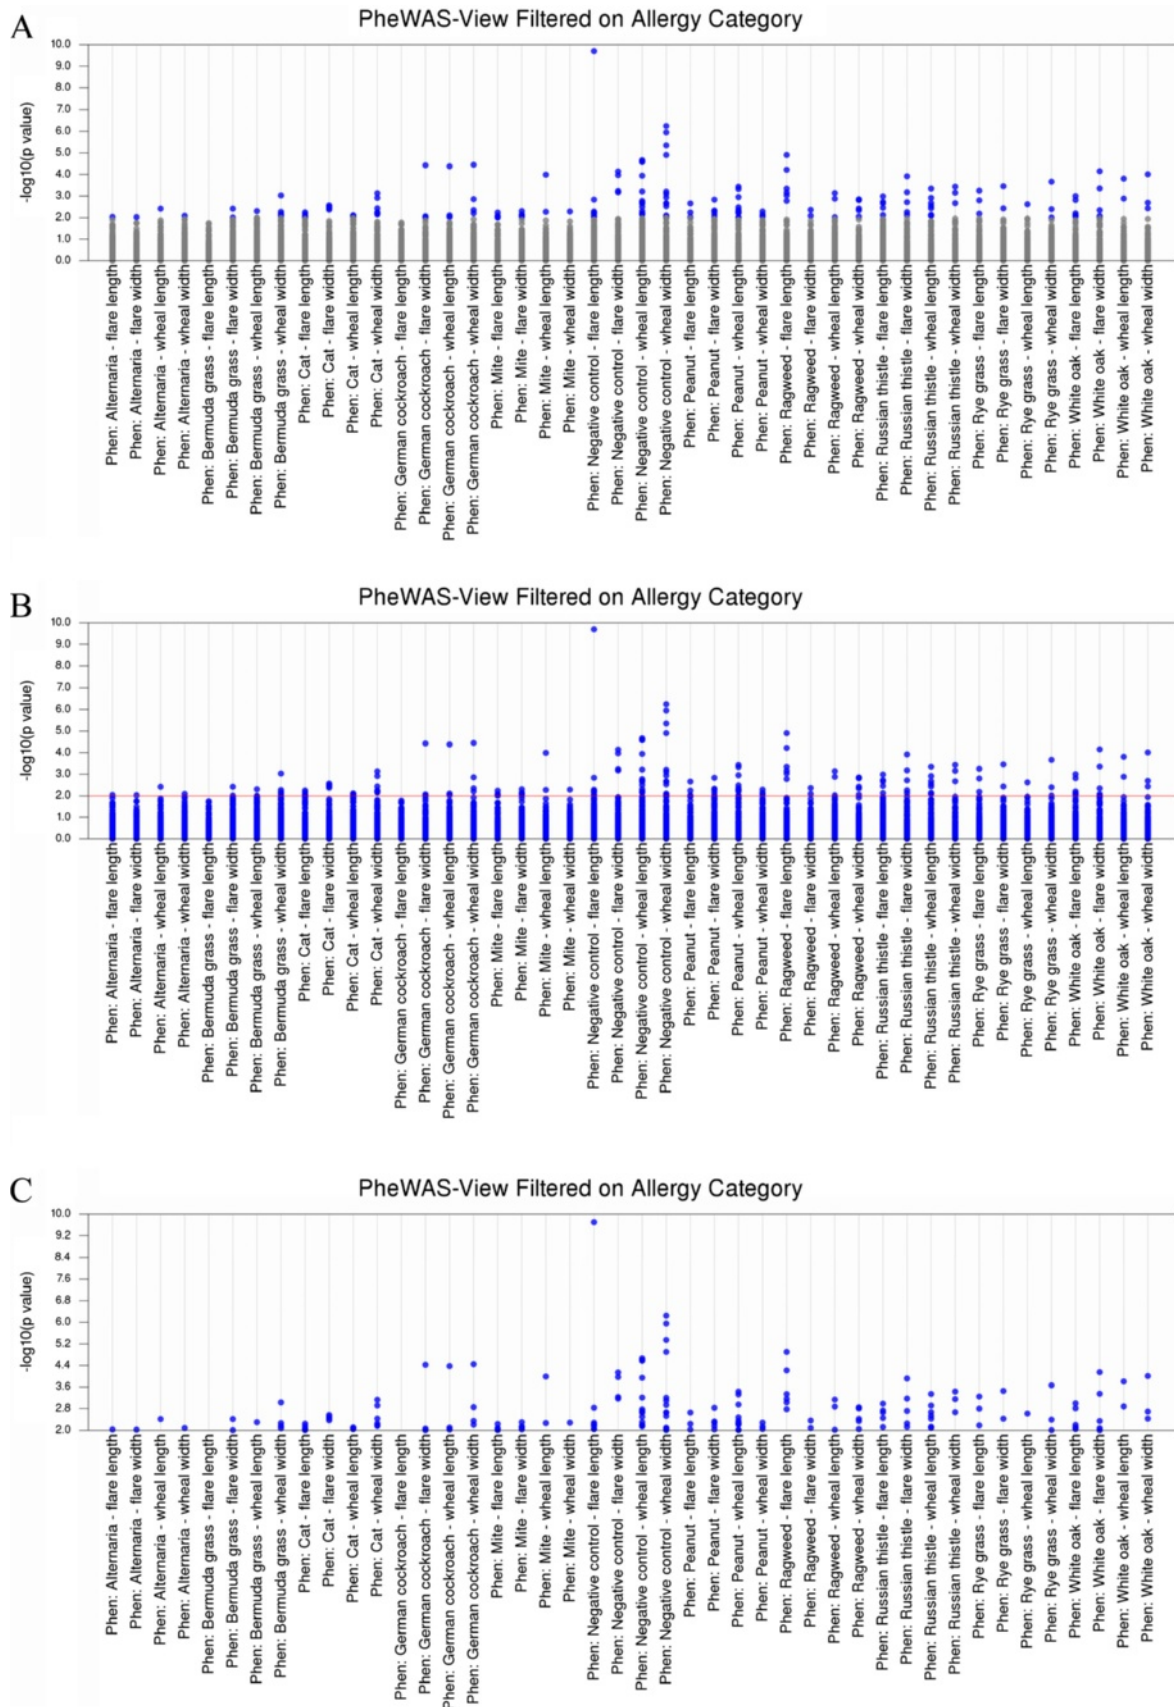 A
PheWAS-View Filtered on Allergy Category
-log10(p value)
10.0
9.0
8.0
7.0
6.0
5.0
4.0
3.0
2.0
1.0
0.0
Phen: Alternaria - flare length
Phen: Alternaria - flare width
Phen: Alternaria - wheal length
Phen: Alternaria - wheal width
Phen: Bermuda grass - flare length
Phen: Bermuda grass - flare width
Phen: Bermuda grass - wheal length
Phen: Bermuda grass - wheal width
Phen: Cat - flare length
Phen: Cat - flare width
Phen: Cat - wheal length
Phen: Cat - wheal width
Phen: German cockroach - flare length
Phen: German cockroach - flare width
Phen: German cockroach - wheal length
Phen: German cockroach - wheal width
Phen: Mite - flare length
Phen: Mite - flare width
Phen: Mite - wheal length
Phen: Mite - wheal width
Phen: Negative control - flare length
Phen: Negative control - flare width
Phen: Negative control - wheal length
Phen: Negative control - wheal width
Phen: Peanut - flare length
Phen: Peanut - flare width
Phen: Peanut - wheal length
Phen: Peanut - wheal width
Phen: Ragweed - flare length
Phen: Ragweed - flare width
Phen: Ragweed - wheal length
Phen: Ragweed - wheal width
Phen: Russian thistle - flare length
Phen: Russian thistle - flare width
Phen: Russian thistle - wheal length
Phen: Russian thistle - wheal width
Phen: Rye grass - flare length
Phen: Rye grass - flare width
Phen: Rye grass - wheal length
Phen: Rye grass - wheal width
Phen: White oak - flare length
Phen: White oak - flare width
Phen: White oak - wheal length
Phen: White oak - wheal width
B
PheWAS-View Filtered on Allergy Category
-log10(p value)
10.0
9.0
8.0
7.0
6.0
5.0
4.0
3.0
2.0
1.0
0.0
Phen: Alternaria - flare length
Phen: Alternaria - flare width
Phen: Alternaria - wheal length
Phen: Alternaria - wheal width
Phen: Bermuda grass - flare length
Phen: Bermuda grass - flare width
Phen: Bermuda grass - wheal length
Phen: Bermuda grass - wheal width
Phen: Cat - flare length
Phen: Cat - flare width
Phen: Cat - wheal length
Phen: Cat - wheal width
Phen: German cockroach - flare length
Phen: German cockroach - flare width
Phen: German cockroach - wheal length
Phen: German cockroach - wheal width
Phen: Mite - flare length
Phen: Mite - flare width
Phen: Mite - wheal length
Phen: Mite - wheal width
Phen: Negative control - flare length
Phen: Negative control - flare width
Phen: Negative control - wheal length
Phen: Negative control - wheal width
Phen: Peanut - flare length
Phen: Peanut - flare width
Phen: Peanut - wheal length
Phen: Peanut - wheal width
Phen: Ragweed - flare length
Phen: Ragweed - flare width
Phen: Ragweed - wheal length
Phen: Ragweed - wheal width
Phen: Russian thistle - flare length
Phen: Russian thistle - flare width
Phen: Russian thistle - wheal length
Phen: Russian thistle - wheal width
Phen: Rye grass - flare length
Phen: Rye grass - flare width
Phen: Rye grass - wheal length
Phen: Rye grass - wheal width
Phen: White oak - flare length
Phen: White oak - flare width
Phen: White oak - wheal length
Phen: White oak - wheal width
C
PheWAS-View Filtered on Allergy Category
-log10(p value)
10.0
9.2
8.4
7.6
6.8
6.0
5.2
4.4
3.6
2.8
2.0
Phen: Alternaria - flare length
Phen: Alternaria - flare width
Phen: Alternaria - wheal length
Phen: Alternaria - wheal width
Phen: Bermuda grass - flare length
Phen: Bermuda grass - flare width
Phen: Bermuda grass - wheal length
Phen: Bermuda grass - wheal width
Phen: Cat - flare length
Phen: Cat - flare width
Phen: Cat - wheal length
Phen: Cat - wheal width
Phen: German cockroach - flare length
Phen: German cockroach - flare width
Phen: German cockroach - wheal length
Phen: German cockroach - wheal width
Phen: Mite - flare length
Phen: Mite - flare width
Phen: Mite - wheal length
Phen: Mite - wheal width
Phen: Negative control - flare length
Phen: Negative control - flare width
Phen: Negative control - wheal length
Phen: Negative control - wheal width
Phen: Peanut - flare length
Phen: Peanut - flare width
Phen: Peanut - wheal length
Phen: Peanut - wheal width
Phen: Ragweed - flare length
Phen: Ragweed - flare width
Phen: Ragweed - wheal length
Phen: Ragweed - wheal width
Phen: Russian thistle - flare length
Phen: Russian thistle - flare width
Phen: Russian thistle - wheal length
Phen: Russian thistle - wheal width
Phen: Rye grass - flare length
Phen: Rye grass - flare width
Phen: Rye grass - wheal length
Phen: Rye grass - wheal width
Phen: White oak - flare length
Phen: White oak - flare width
Phen: White oak - wheal length
Phen: White oak - wheal width